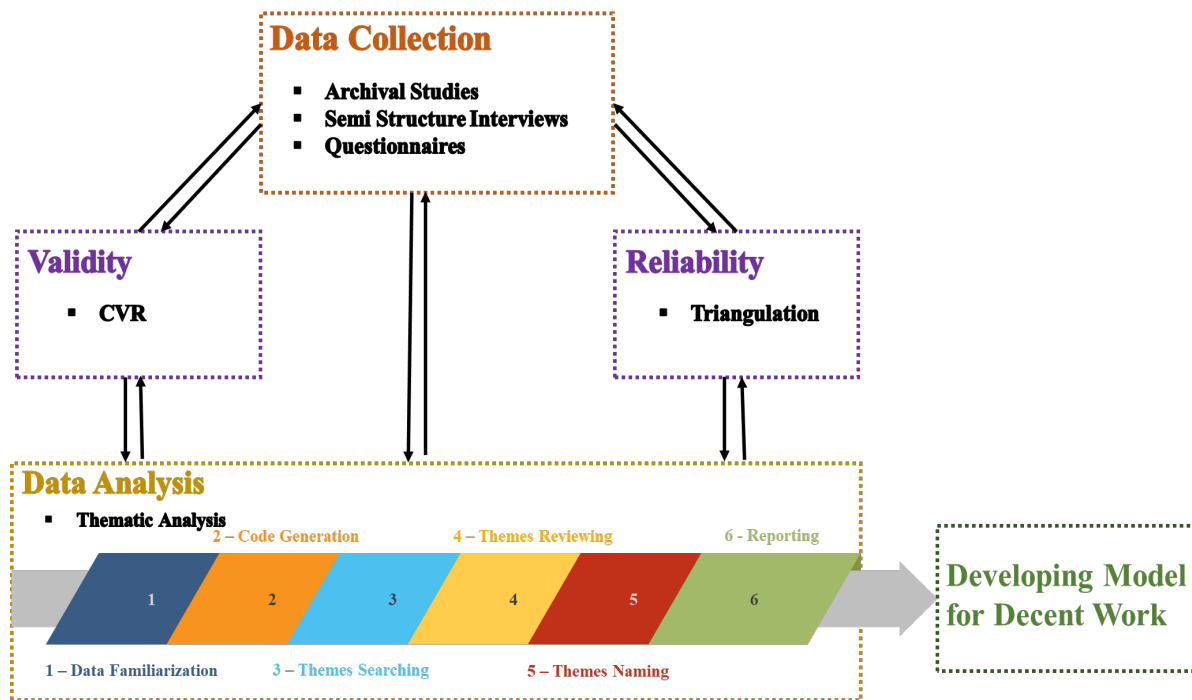 Data Collection
▪ Archival Studies
▪ Semi Structure Interviews
▪ Questionnaires
Validity
▪ CVR
Reliability
▪ Triangulation
Data Analysis
▪ Thematic Analysis
2 – Code Generation
4 – Themes Reviewing
6 - Reporting
1
2
3
4
5
6
1 – Data Familiarization
3 – Themes Searching
5 – Themes Naming
Developing Model
for Decent Work